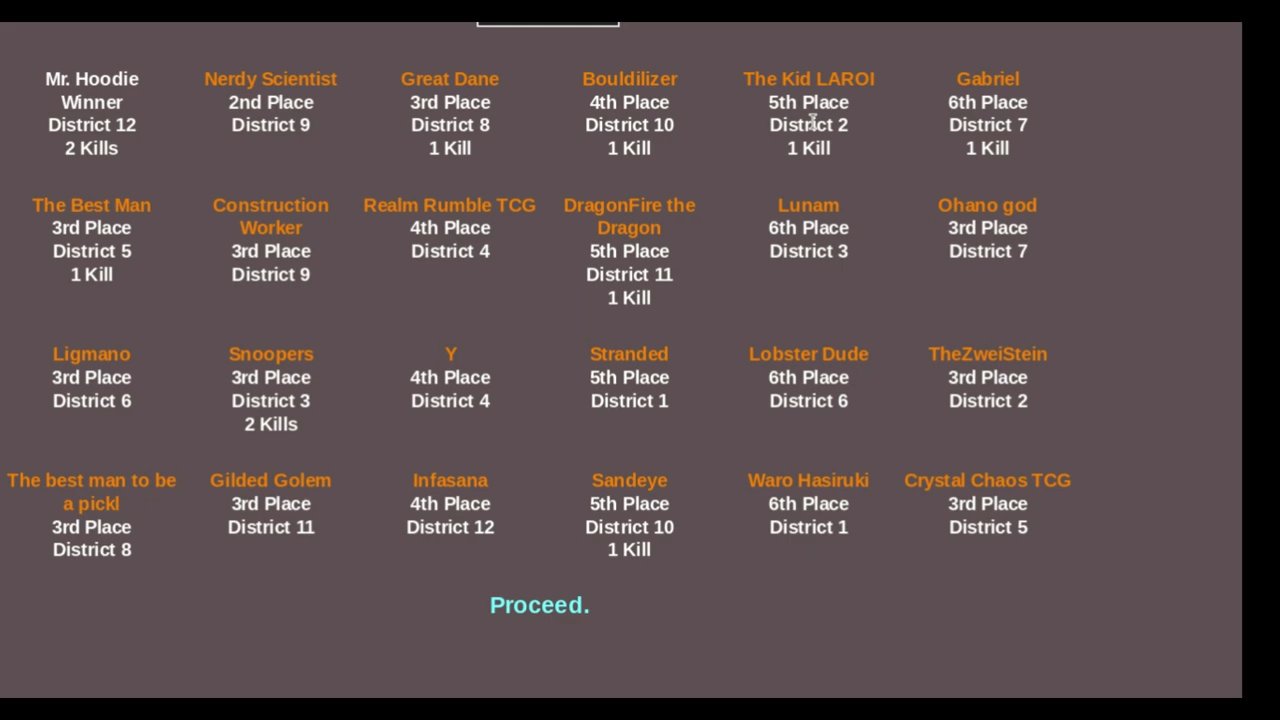 Mr. Hoodie
Winner
District 12
2 Kills
Nerdy Scientist
2nd Place
District 9
Great Dane
3rd Place
District 8
1 Kill
Bouldilizer
4th Place
District 10
1 Kill
The Kid LAROI
5th Place
District 2
1 Kill
Gabriel
6th Place
District 7
1 Kill
The Best Man
3rd Place
District 5
1 Kill
Construction
Worker
3rd Place
District 9
Realm Rumble TCG
4th Place
District 4
DragonFire the
Dragon
5th Place
District 11
1 Kill
Lunam
6th Place
District 3
Ohano god
3rd Place
District 7
Ligmano
3rd Place
District 6
Snoopers
3rd Place
District 3
2 Kills
Y
4th Place
District 4
Stranded
5th Place
District 1
Lobster Dude
6th Place
District 6
TheZweiStein
3rd Place
District 2
The best man to be
a pickl
3rd Place
District 8
Gilded Golem
3rd Place
District 11
Infasana
4th Place
District 12
Sandeye
5th Place
District 10
1 Kill
Waro Hasiruki
6th Place
District 1
Crystal Chaos TCG
3rd Place
District 5
Proceed.